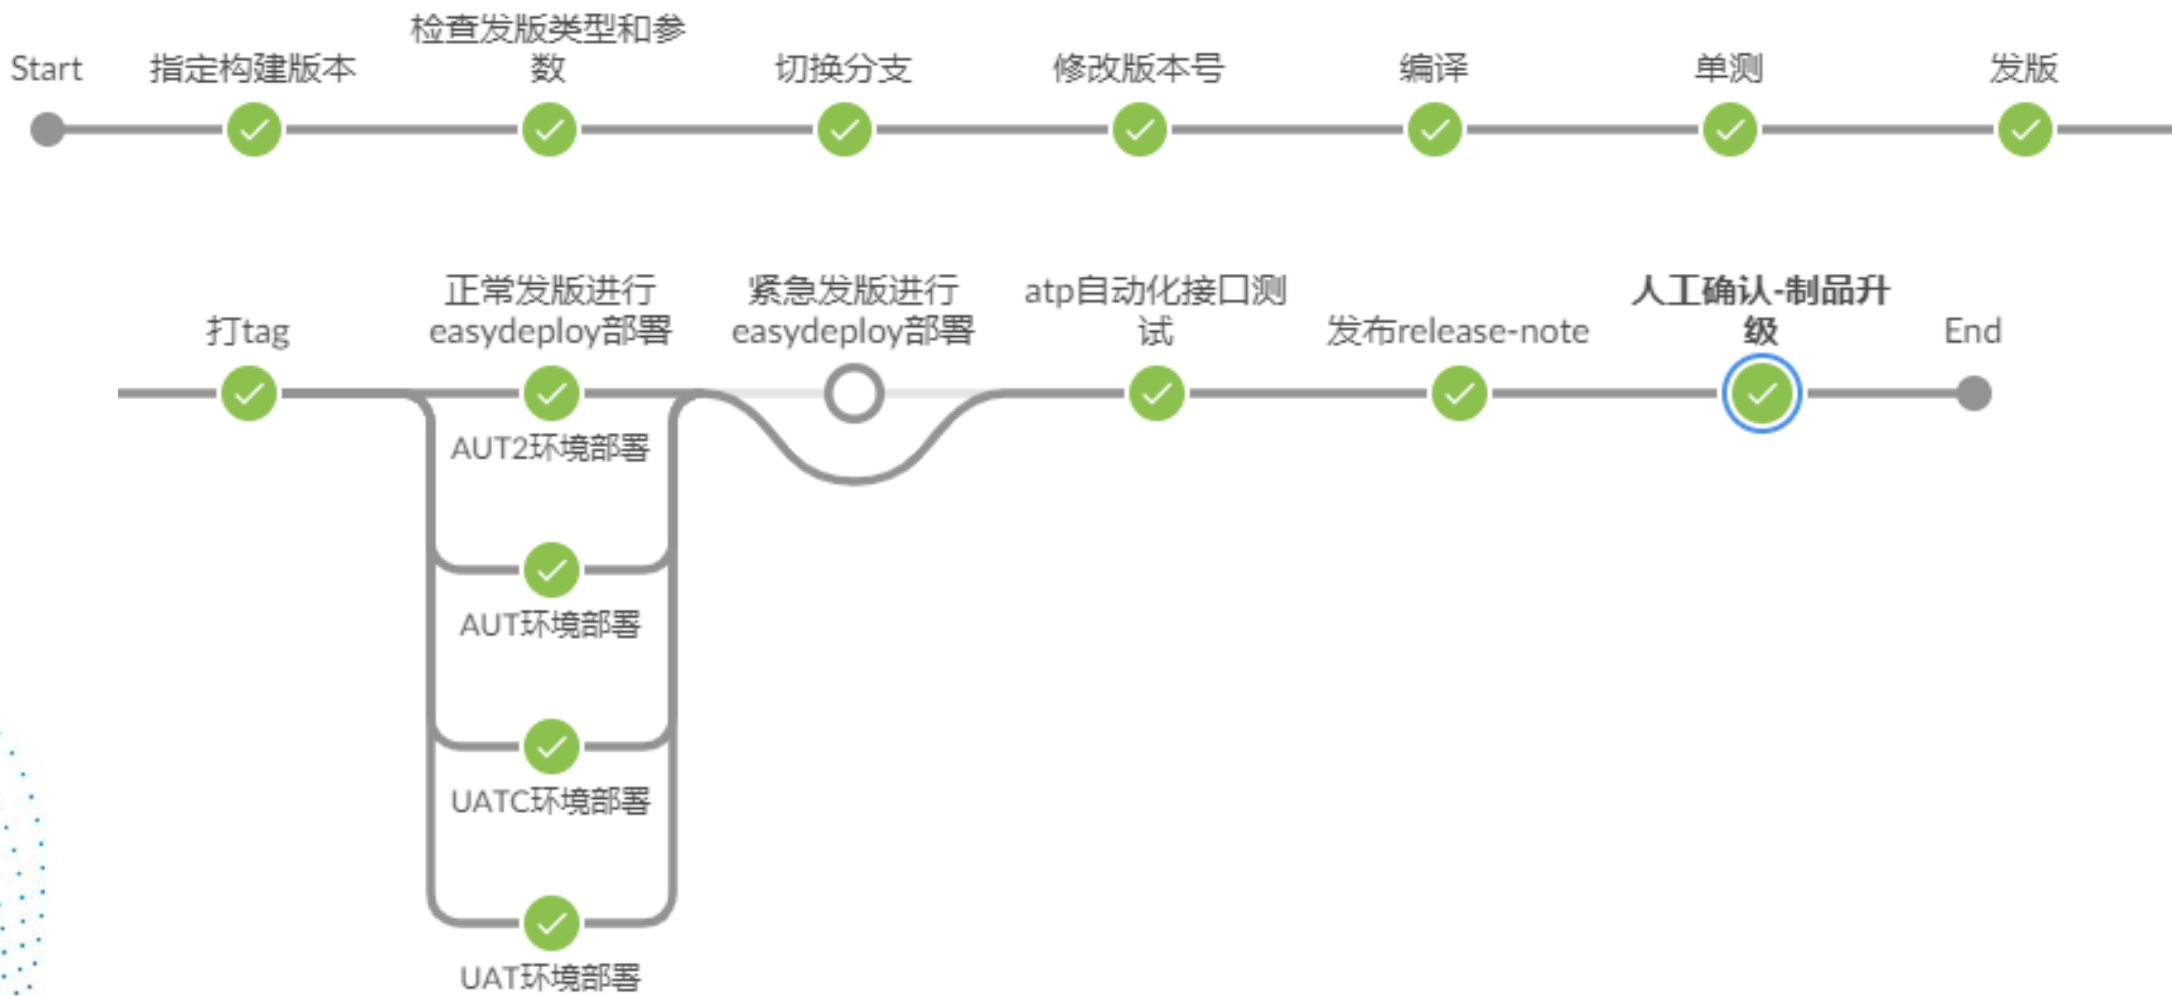 Start
指定构建版本
检查发版类型和参
数
切换分支
修改版本号
编译
单测
发版
打tag
正常发版进行
easydeploy部署
紧急发版进行
easydeploy部署
atp自动化接口测
试
发布release-note
人工确认-制品升
级
End
AUT2环境部署
AUT环境部署
UATC环境部署
UAT环境部署